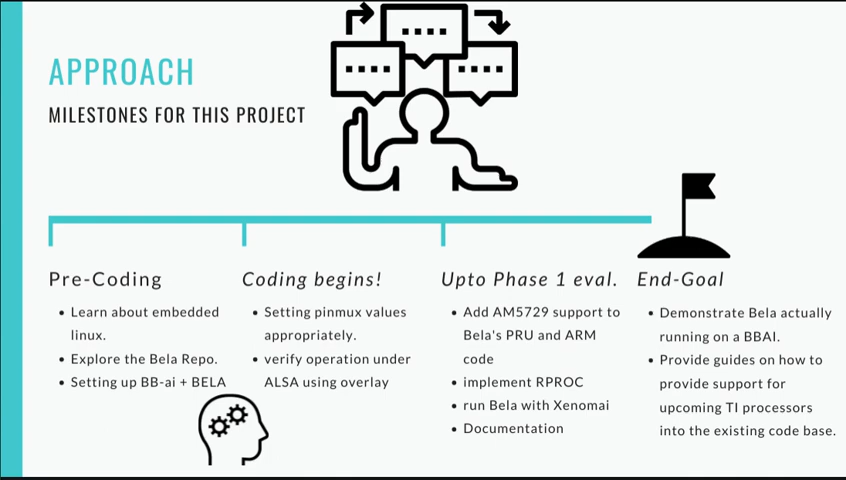 APPROACH
MILESTONES FOR THIS PROJECT
Pre-Coding
• Learn about embedded
linux.
• Explore the Bela Repo.
• Setting up BB-ai + BELA
Coding begins!
• Setting pinmux values
appropriately.
• verify operation under
ALSA using overlay
Upto Phase 1 eval.
• Add AM5729 support to
Bela's PRU and ARM
code
• implement RPROC
• run Bela with Xenomai
• Documentation
End-Goal
• Demonstrate Bela actually
running on a BBAI.
• Provide guides on how to
provide support for
upcoming TI processors
into the existing code base.